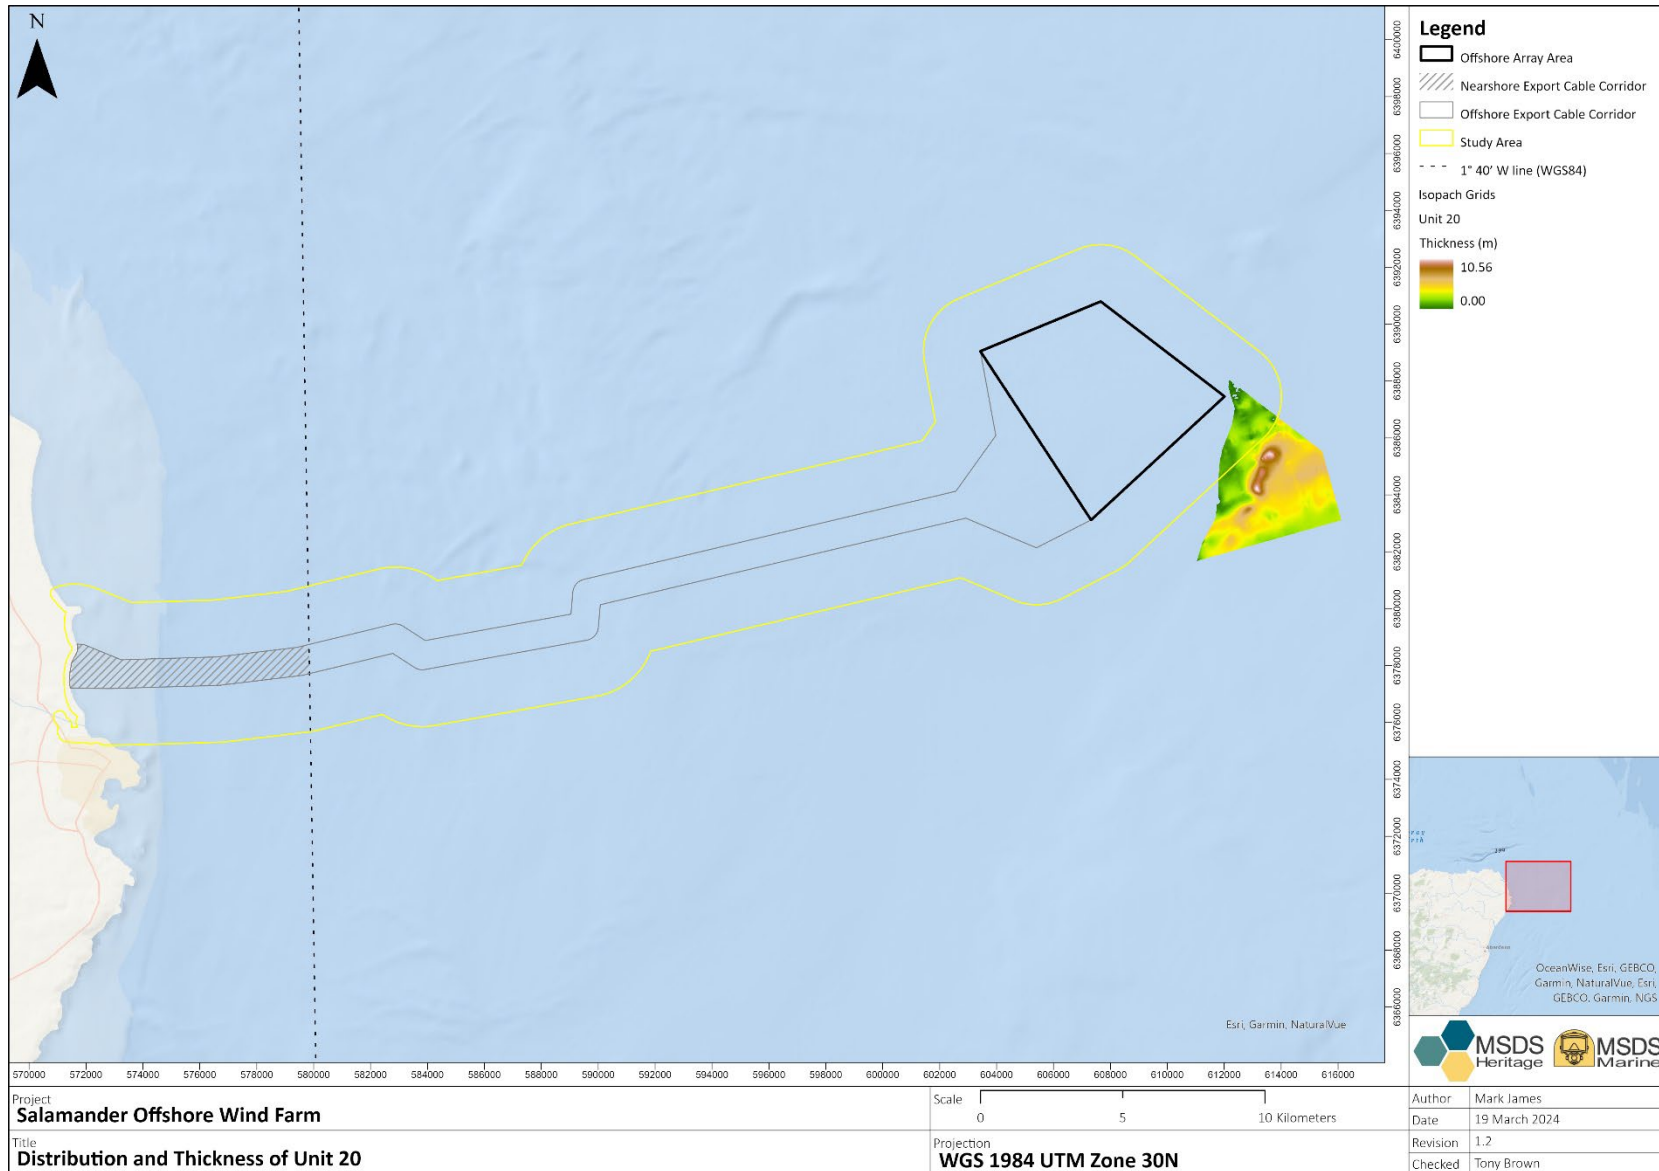 N
Legend
Offshore Array Area
Nearshore Export Cable Corridor
Offshore Export Cable Corridor
Study Area
1° 40' W line (WGS84)
Isopach Grids
Unit 20
Thickness (m)
10.56
0.00
6400000
6398000
6396000
6394000
6392000
6390000
6388000
6386000
6384000
6382000
6380000
6378000
6376000
6374000
6372000
6370000
6368000
6366000
Esri, Garmin, NaturalVue
570000 572000 574000 576000 578000 580000 582000 584000 586000 588000 590000 592000 594000 596000 598000 600000 602000 604000 606000 608000 610000 612000 614000 616000
OceanWise, Esri, GEBCO,
Garmin, NaturalVue, Esri,
GEBCO, Garmin, NGS
MSDS Heritage
MSDS Marine
Project
Salamander Offshore Wind Farm
Scale
0 5 10 Kilometers
Title
Distribution and Thickness of Unit 20
Projection
WGS 1984 UTM Zone 30N
Author Mark James
Date 19 March 2024
Revision 1.2
Checked Tony Brown